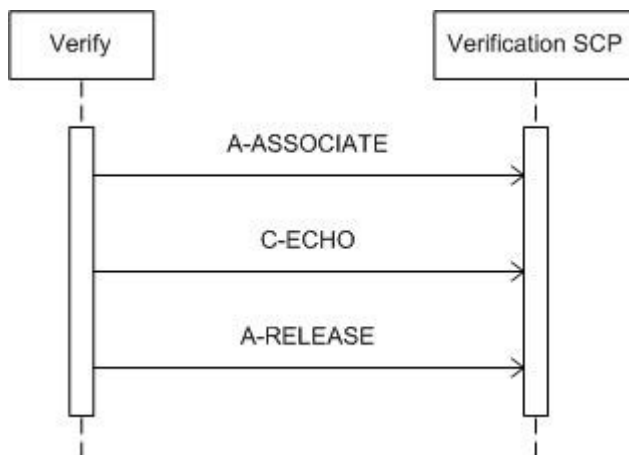 Verify
Verification SCP
A-ASSOCIATE
C-ECHO
A-RELEASE